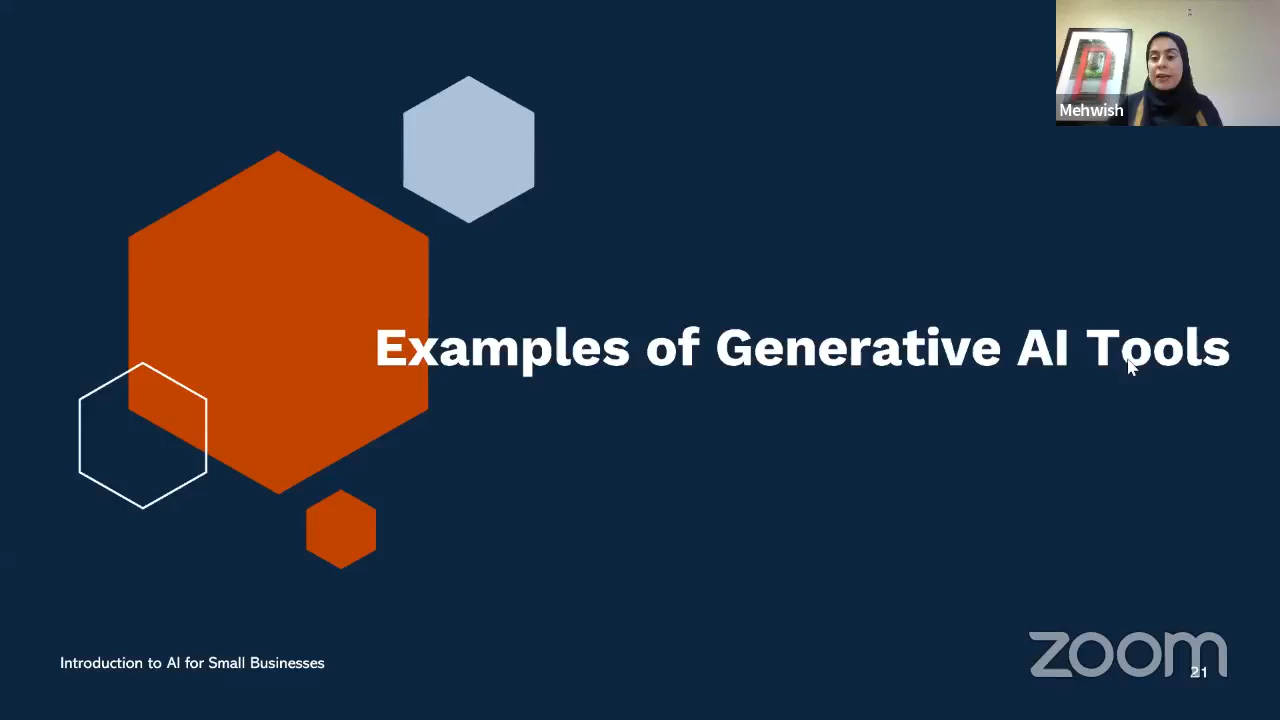 Mehwish
Examples of Generative AI Tools
Introduction to AI for Small Businesses
zoom
21